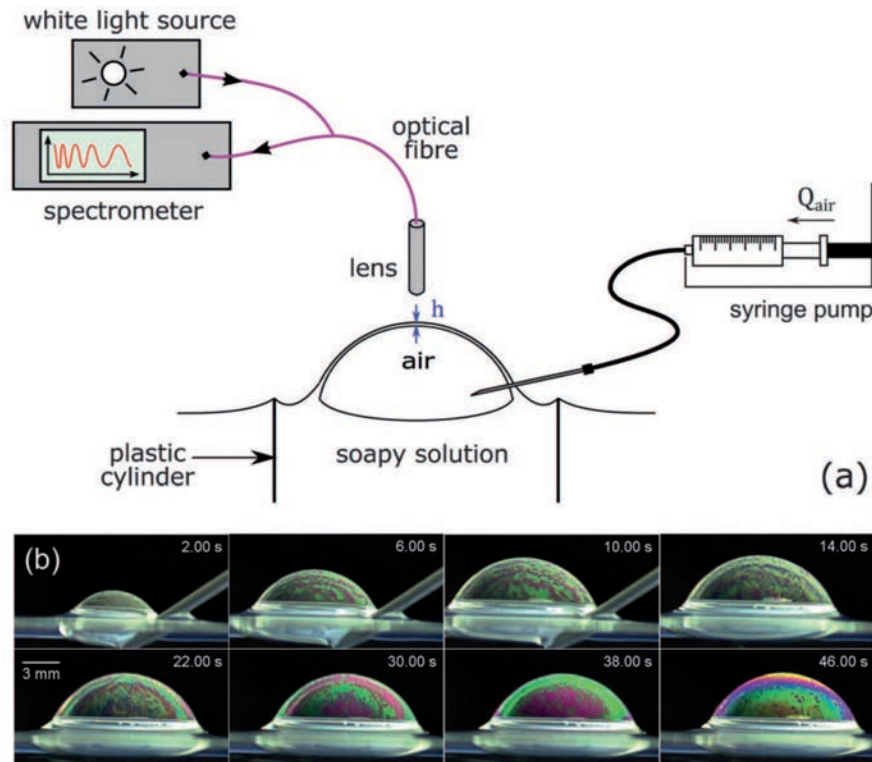 white light source
optical
fibre
spectrometer
lens
Q_air
syringe pump
h
air
plastic
cylinder
soapy solution
(a)
(b)
2.00 s
6.00 s
10.00 s
14.00 s
3 mm
22.00 s
30.00 s
38.00 s
46.00 s